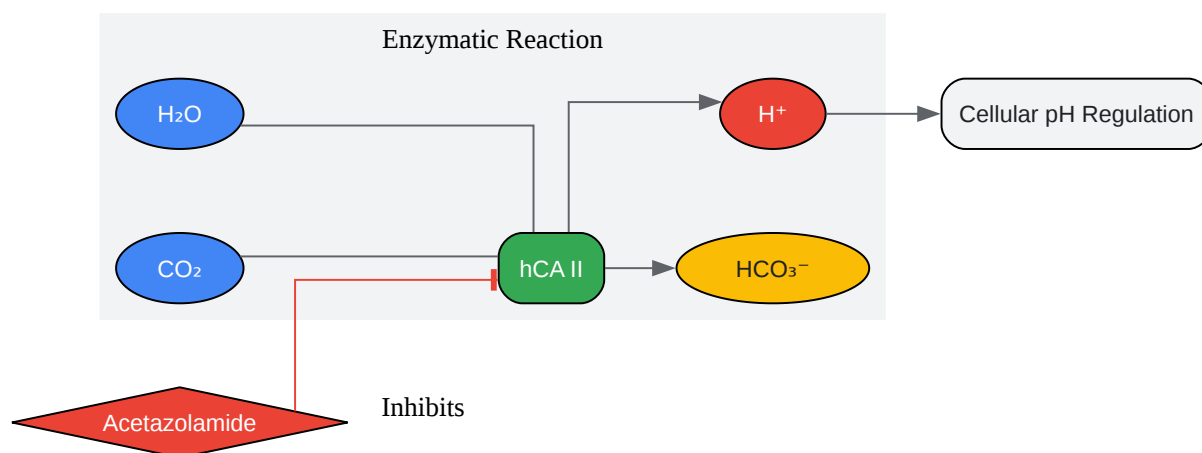 Enzymatic Reaction
H₂O
H⁺
Cellular pH Regulation
CO₂
hCA II
HCO₃⁻
Acetazolamide
Inhibits